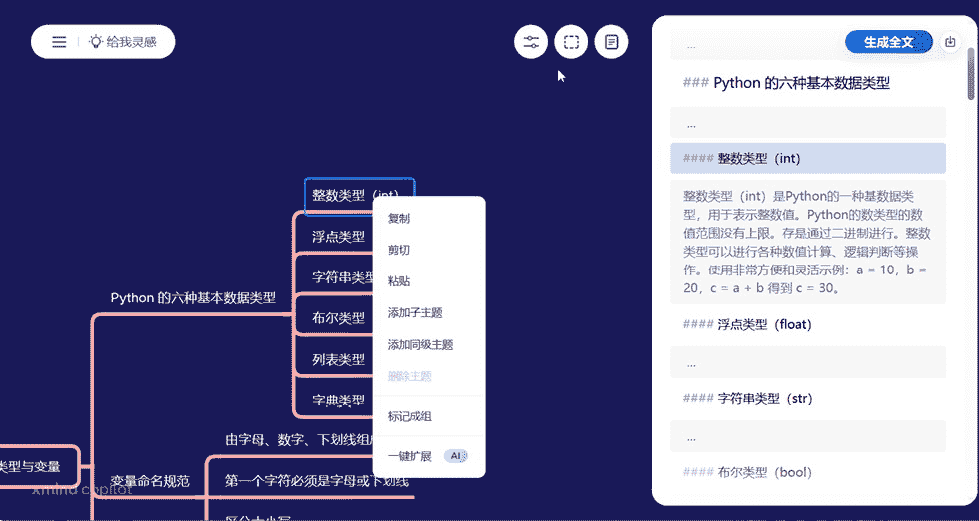 给我灵感
整数类型（int）
浮点类型
字符串类型
布尔类型
列表类型
字典类型
Python 的六种基本数据类型
类型与变量
变量命名规范
由字母、数字、下划线组
第一个字符必须是字母或下划线
区分大小写
xmind copilot
复制
剪切
粘贴
添加子主题
添加同级主题
删除主题
标记成组
一键扩展 AI
...
生成全文
### Python 的六种基本数据类型
...
#### 整数类型（int）
整数类型（int）是Python的一种基数据类
型，用于表示整数值。Python的数类型的数
值范围没有上限。存是通过二进制进行。整数
类型可以进行各种数值计算、逻辑判断等操
作。使用非常方便和灵活示例：a = 10，b =
20，c = a + b 得到 c = 30。
#### 浮点类型（float）
...
#### 字符串类型（str）
...
#### 布尔类型（bool）